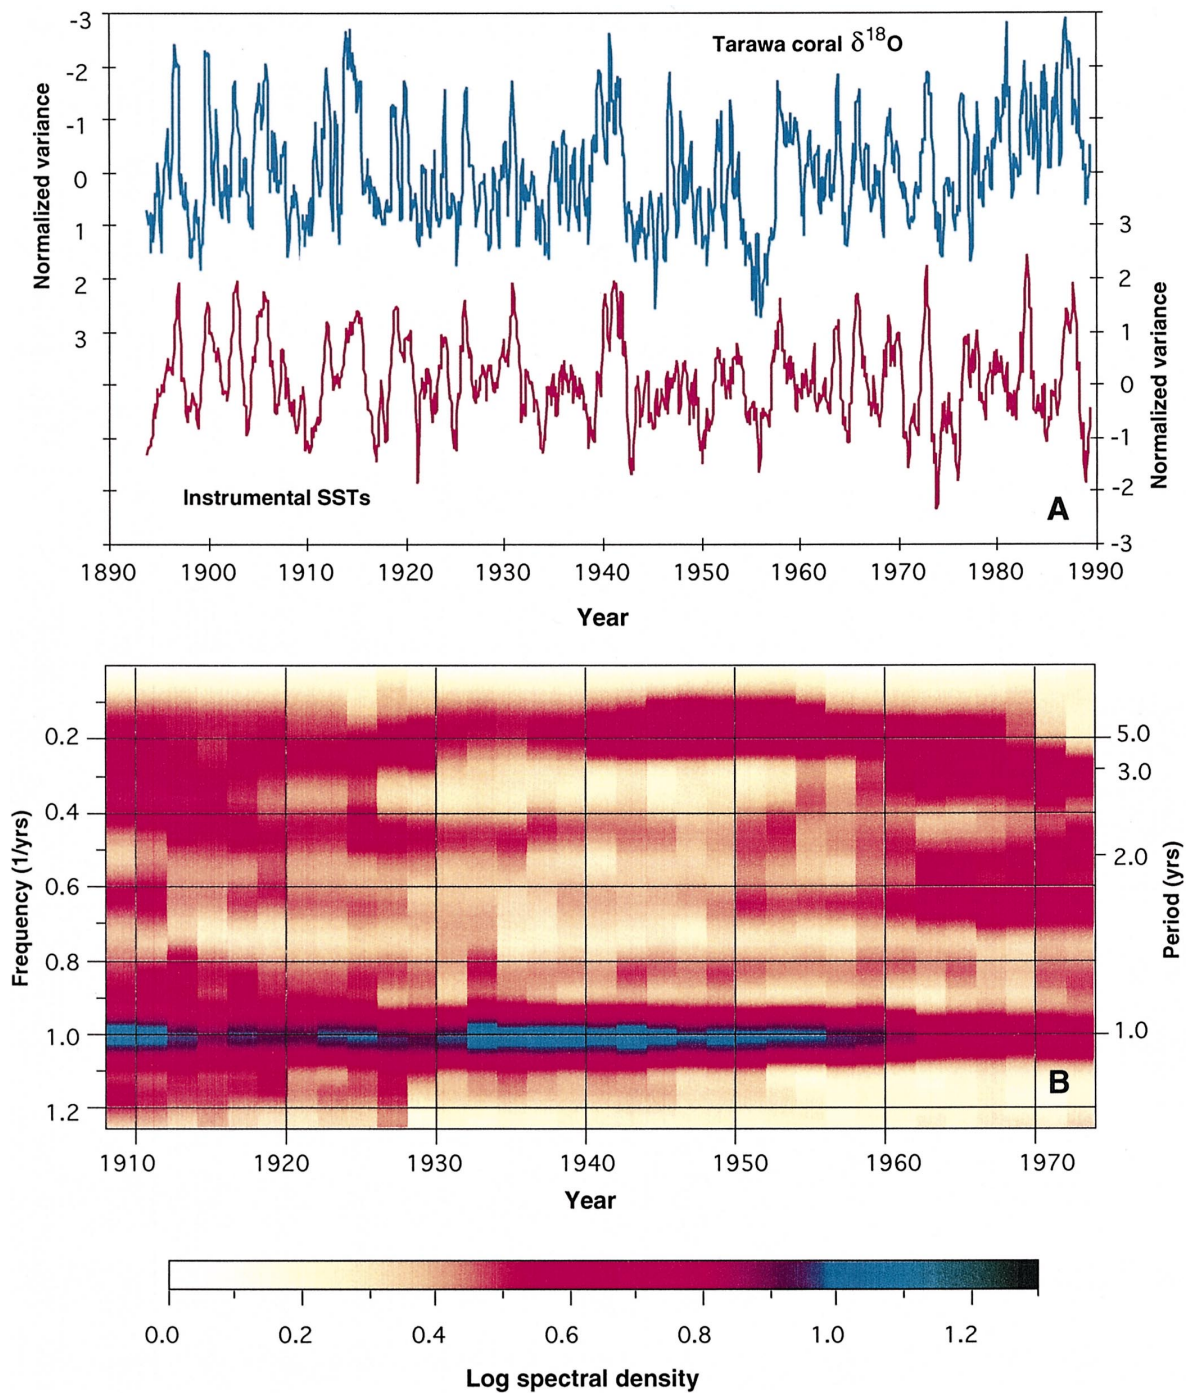 Tarawa coral δ18O
Normalized variance
-3
-2
-1
0
1
2
3
3
2
1
0
-1
-2
-3
Normalized variance
Instrumental SSTs
A
1890 1900 1910 1920 1930 1940 1950 1960 1970 1980 1990
Year
Frequency (1/yrs)
0.2
0.4
0.6
0.8
1.0
1.2
5.0
3.0
2.0
1.0
Period (yrs)
B
1910 1920 1930 1940 1950 1960 1970
Year
0.0 0.2 0.4 0.6 0.8 1.0 1.2
Log spectral density